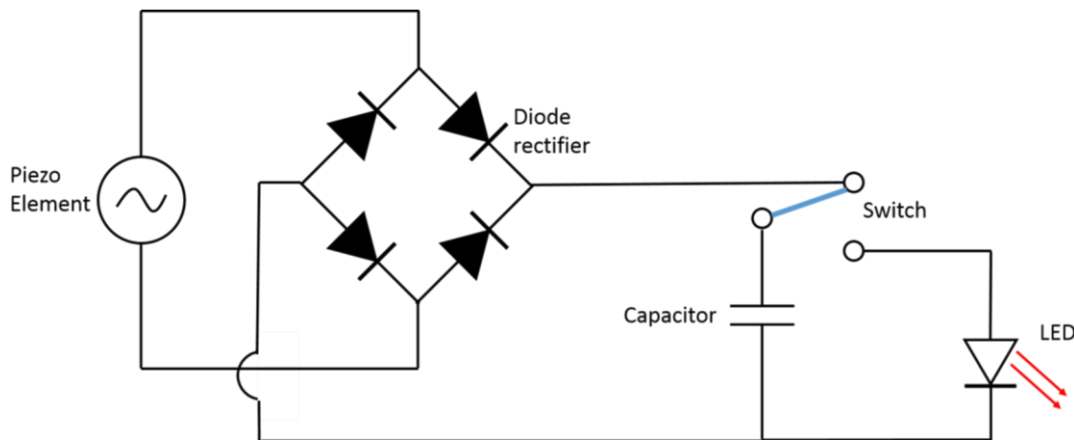 Diode
rectifier
Piezo
Element
Switch
Capacitor
LED